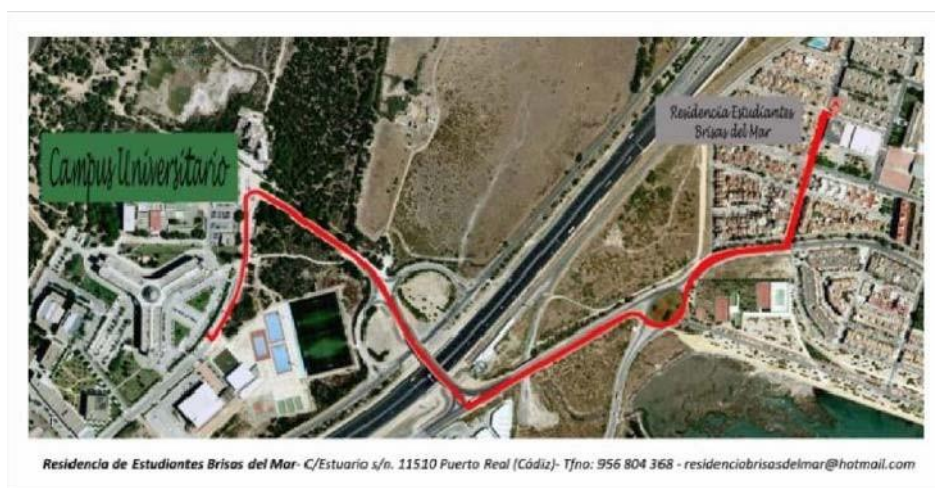 Campus Universitario
Residencia Estudiantes
Brisas del Mar
Residencia de Estudiantes Brisas del Mar- C/Estuario s/n. 11510 Puerto Real (Cádiz)- Tfno: 956 804 368 - residenciabrisasdelmar@hotmail.com